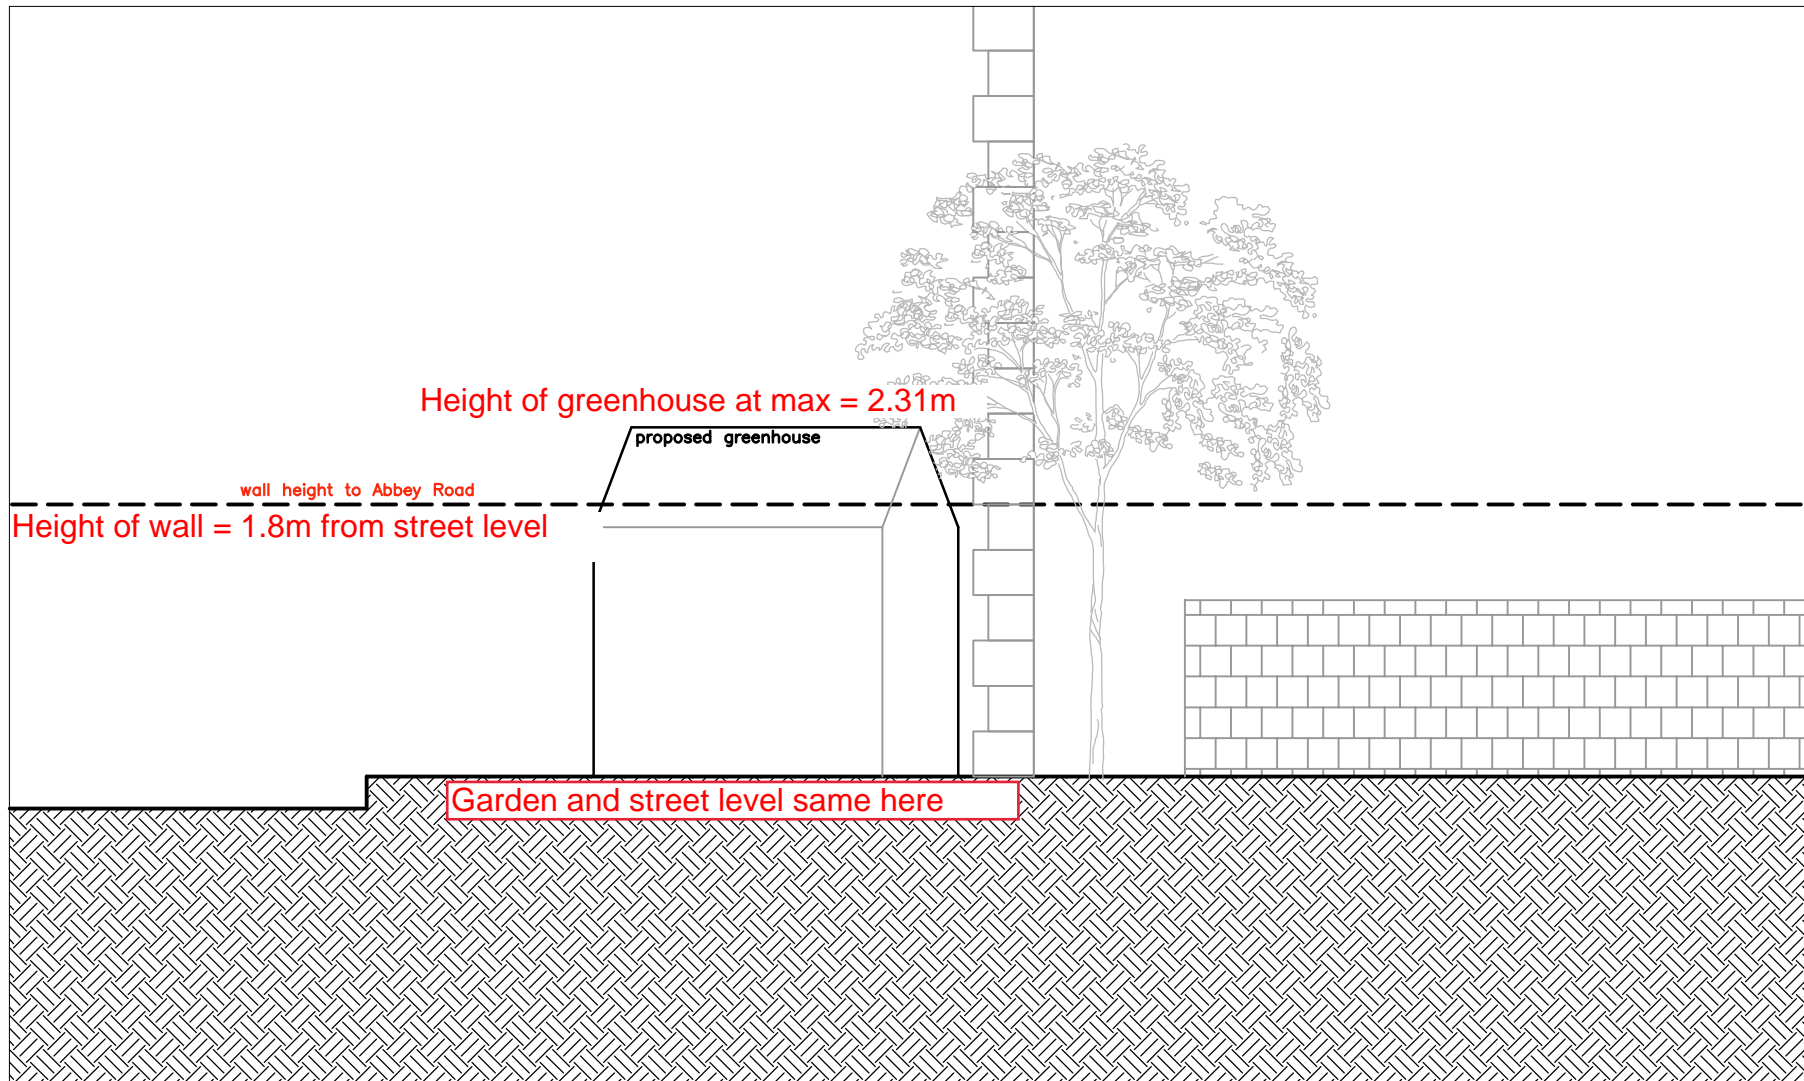 Height of greenhouse at max = 2.31m
proposed greenhouse
wall height to Abbey Road
Height of wall = 1.8m from street level
Garden and street level same here